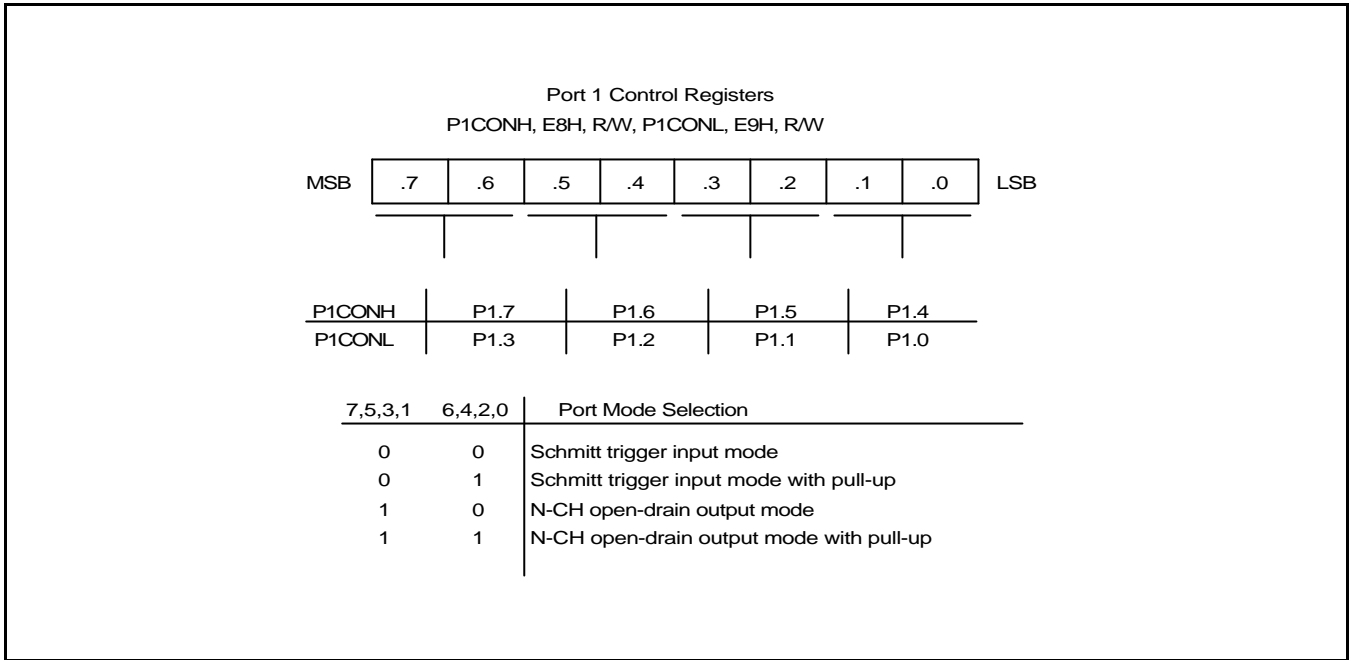 Port 1 Control Registers
P1CONH, E8H, R/W, P1CONL, E9H, R/W
MSB .7 .6 .5 .4 .3 .2 .1 .0 LSB
P1CONH P1.7 P1.6 P1.5 P1.4
P1CONL P1.3 P1.2 P1.1 P1.0
7,5,3,1 6,4,2,0 Port Mode Selection
0 0 Schmitt trigger input mode
0 1 Schmitt trigger input mode with pull-up
1 0 N-CH open-drain output mode
1 1 N-CH open-drain output mode with pull-up